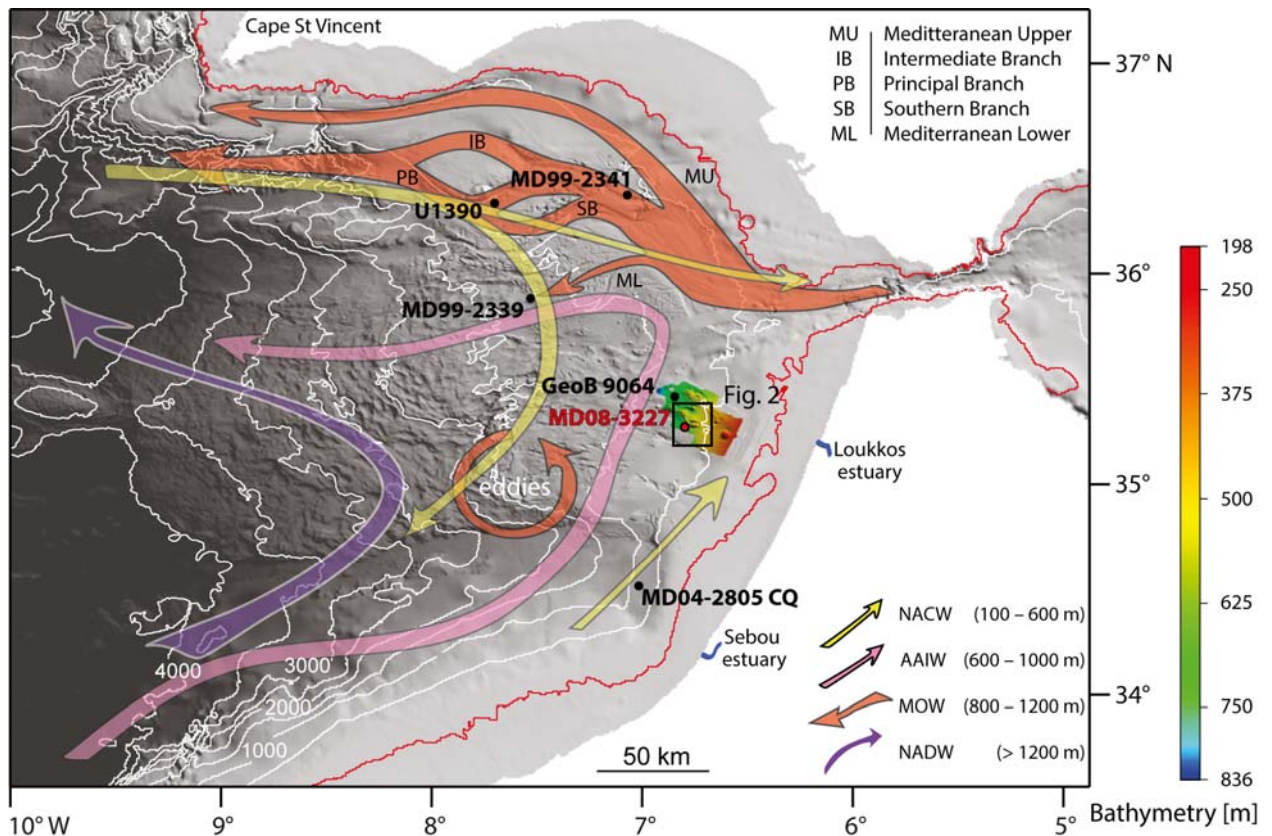 Cape St Vincent
MU Meditteranean Upper
IB Intermediate Branch
PB Principal Branch
SB Southern Branch
ML Mediterranean Lower
37° N
IB
PB
MD99-2341
MU
U1390
SB
36°
ML
MD99-2339
198
250
375
500
625
750
836
GeoB 9064
Fig. 2
MD08-3227
Loukkos
estuary
eddies
35°
MD04-2805 CQ
Sebou
estuary
NACW (100 – 600 m)
AAIW (600 – 1000 m)
MOW (800 – 1200 m)
NADW (> 1200 m)
34°
4000
3000
2000
1000
50 km
10° W
9°
8°
7°
6°
5°
Bathymetry [m]